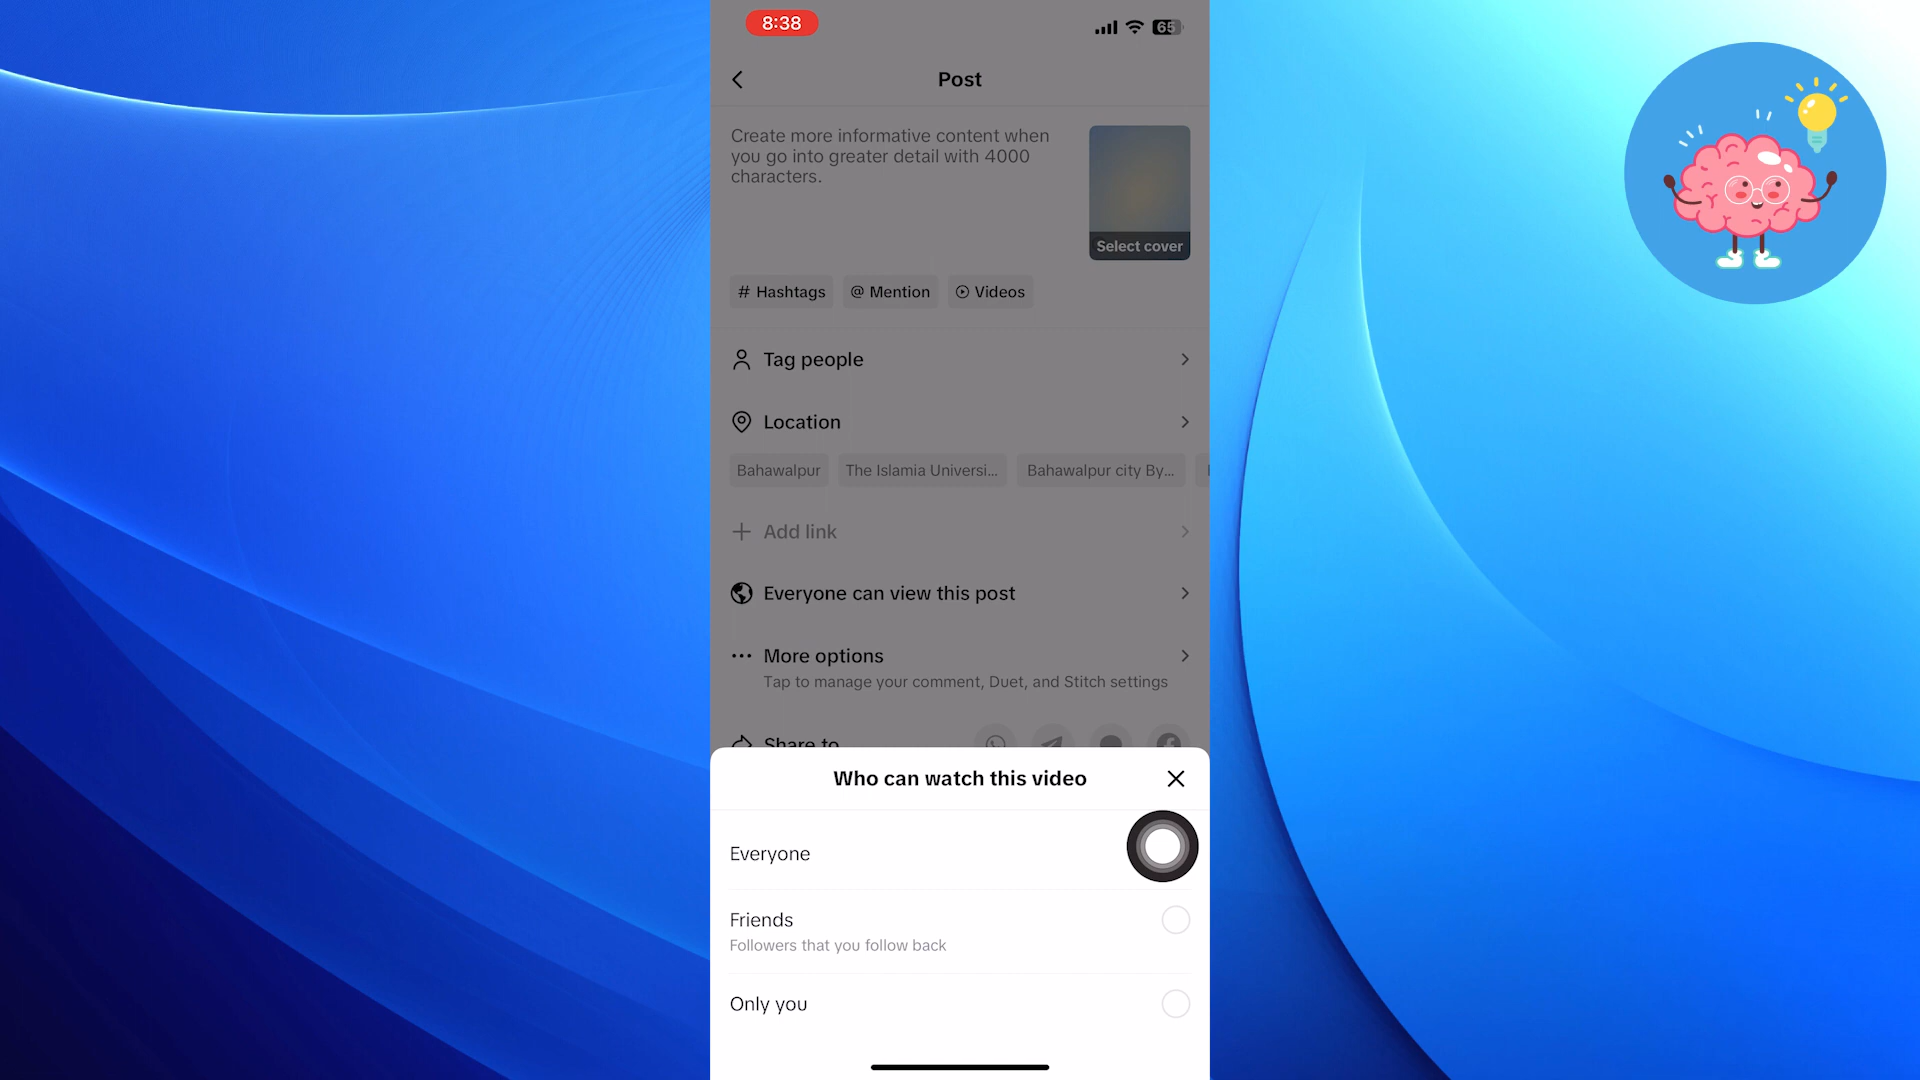 8:38
65
Post
Create more informative content when
you go into greater detail with 4000
characters.
Select cover
# Hashtags
@ Mention
Videos
Tag people
Location
Bahawalpur
The Islamia Universi...
Bahawalpur city By...
Add link
Everyone can view this post
More options
Tap to manage your comment, Duet, and Stitch settings
Share to
Who can watch this video
Everyone
Friends
Followers that you follow back
Only you